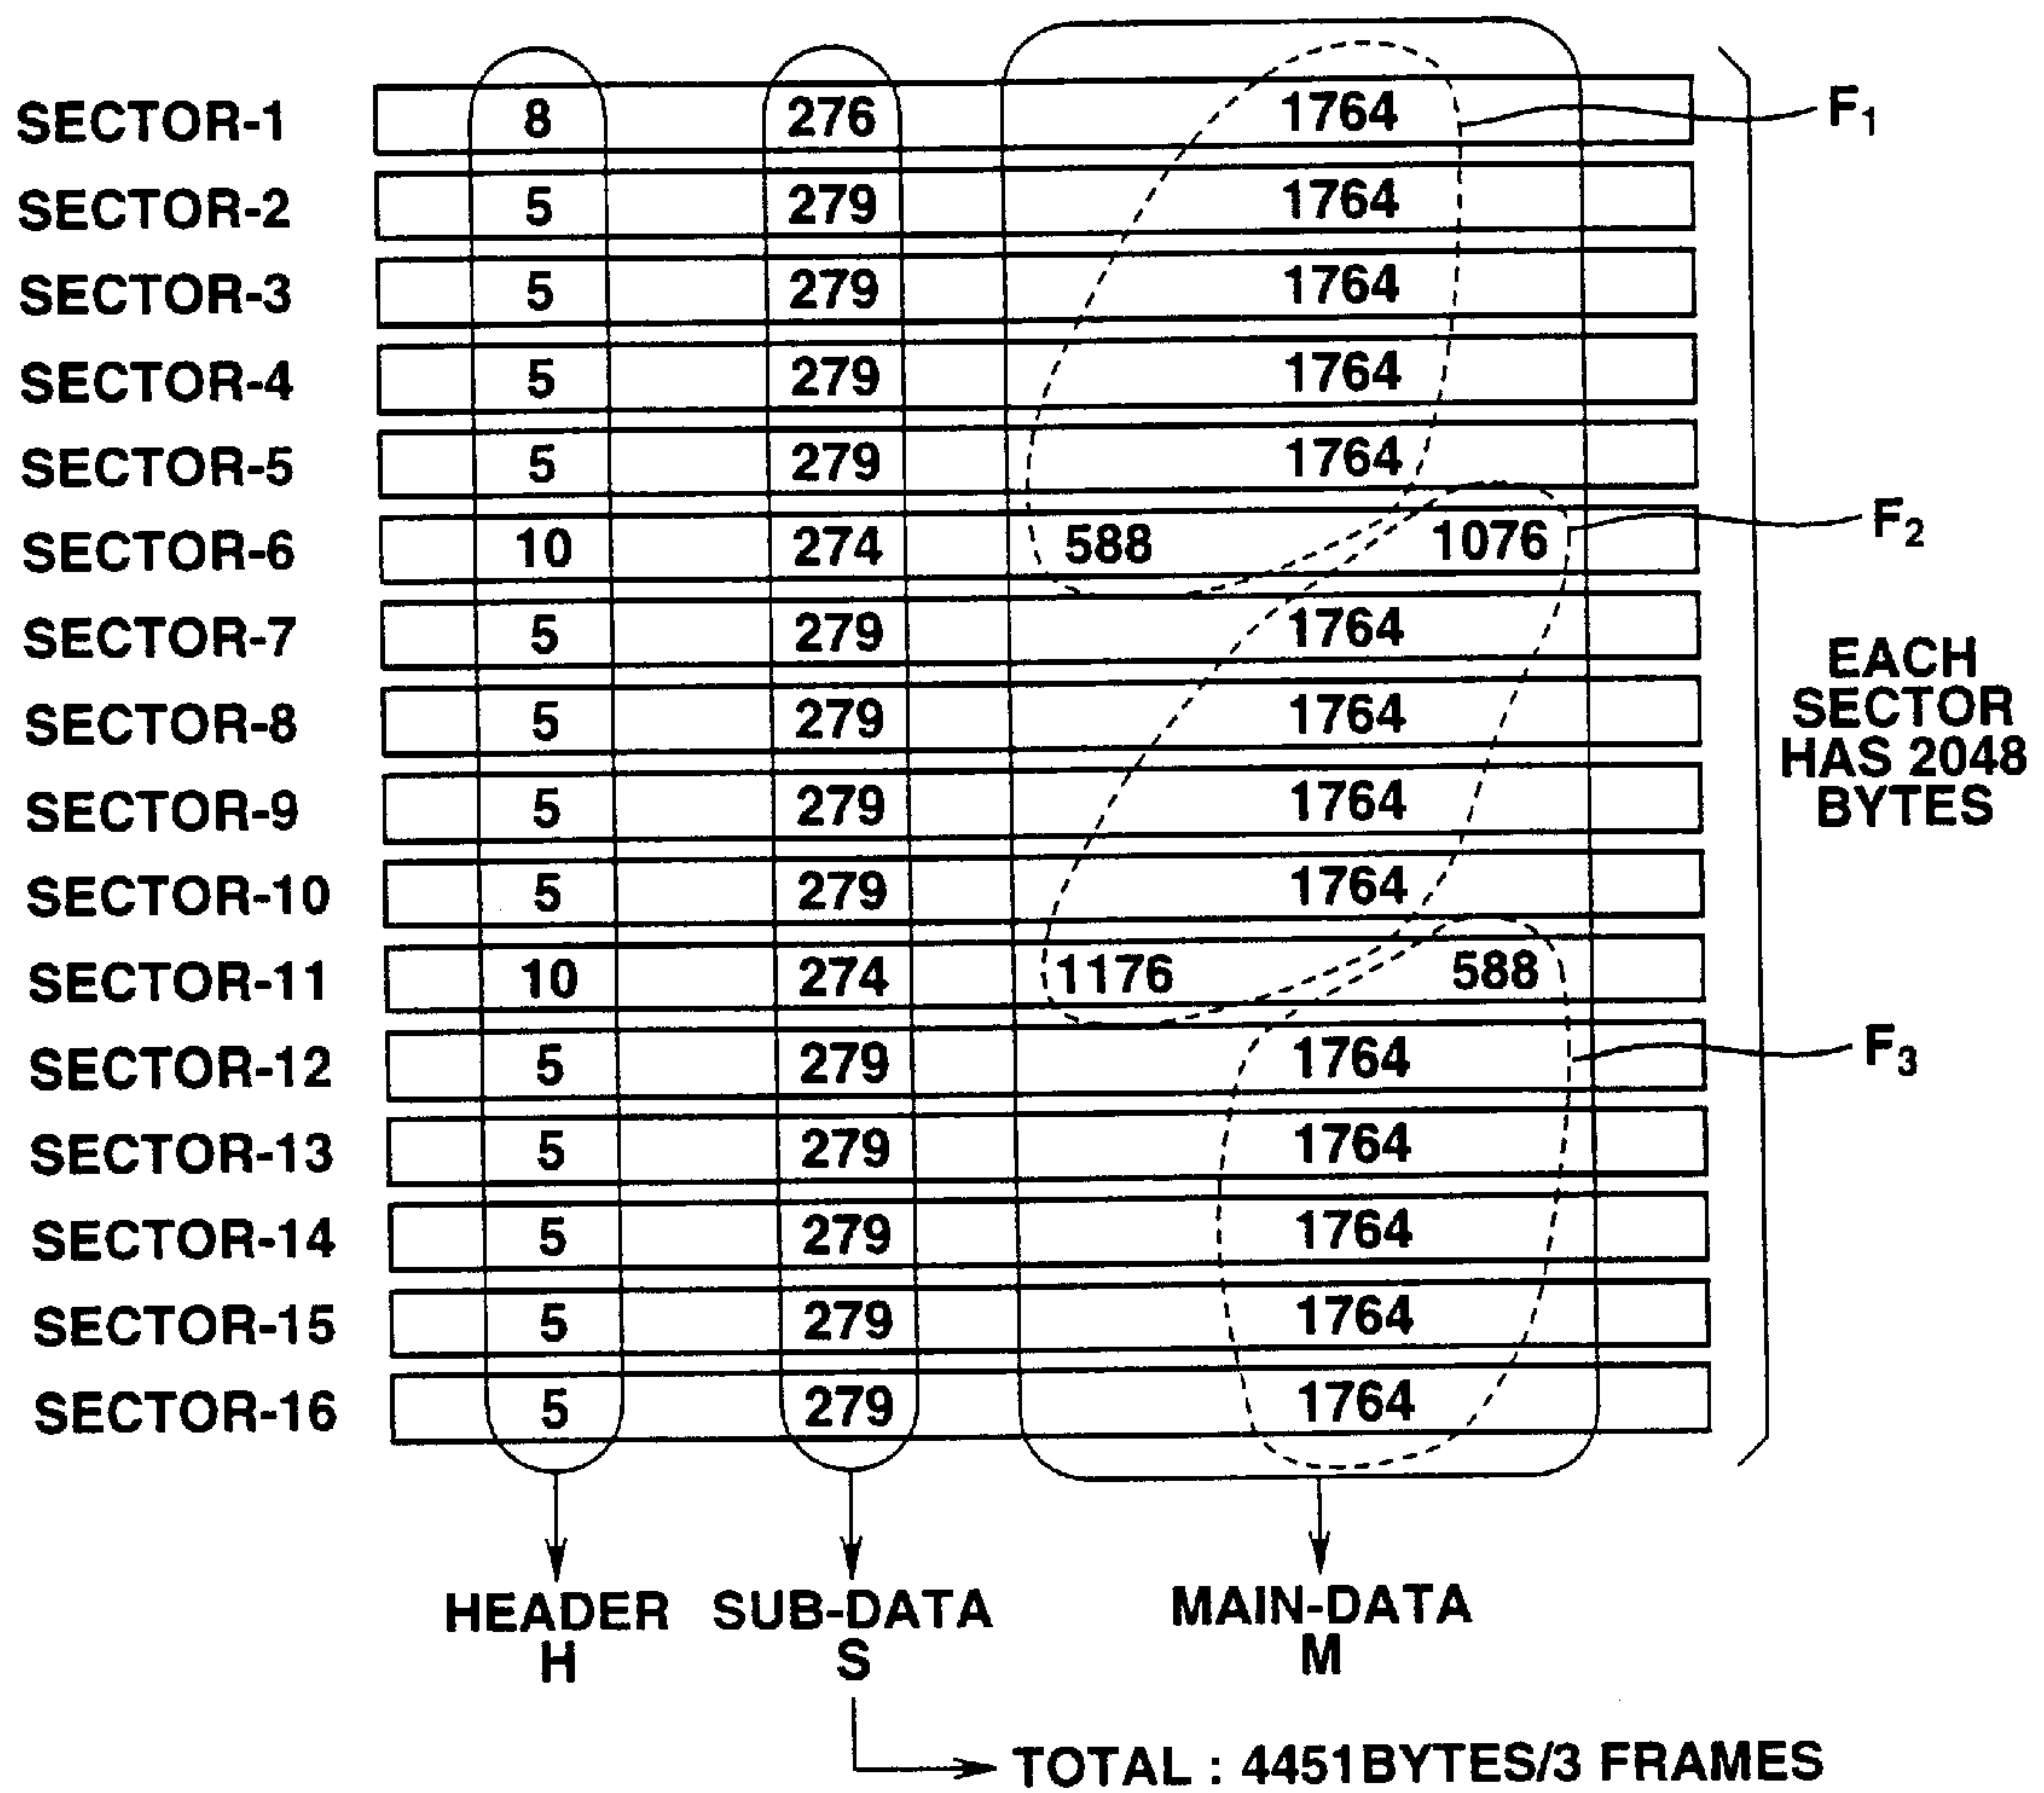 SECTOR-1 8 276 1764 F1
SECTOR-2 5 279 1764
SECTOR-3 5 279 1764
SECTOR-4 5 279 1764
SECTOR-5 5 279 1764
SECTOR-6 10 274 588 1076 F2
SECTOR-7 5 279 1764
SECTOR-8 5 279 1764
SECTOR-9 5 279 1764
SECTOR-10 5 279 1764
SECTOR-11 10 274 1176 588
SECTOR-12 5 279 1764 F3
SECTOR-13 5 279 1764
SECTOR-14 5 279 1764
SECTOR-15 5 279 1764
SECTOR-16 5 279 1764
EACH
SECTOR
HAS 2048
BYTES
HEADER
H
SUB-DATA
S
MAIN-DATA
M
TOTAL : 4451BYTES/3 FRAMES